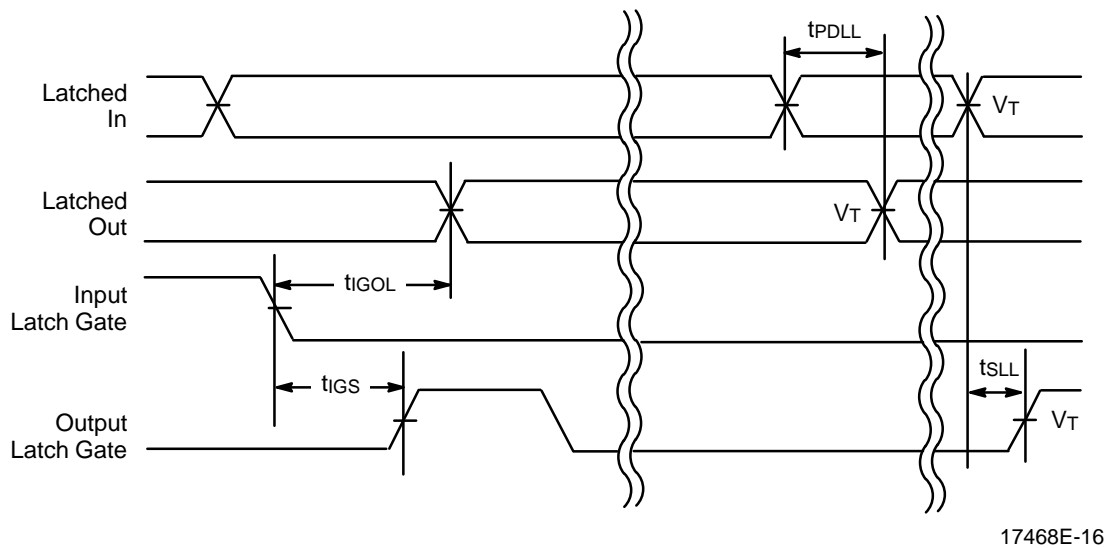 tPDLL
Latched
In
VT
Latched
Out
VT
tIGOL
Input
Latch Gate
tIGS
tSLL
Output
Latch Gate
VT
17468E-16